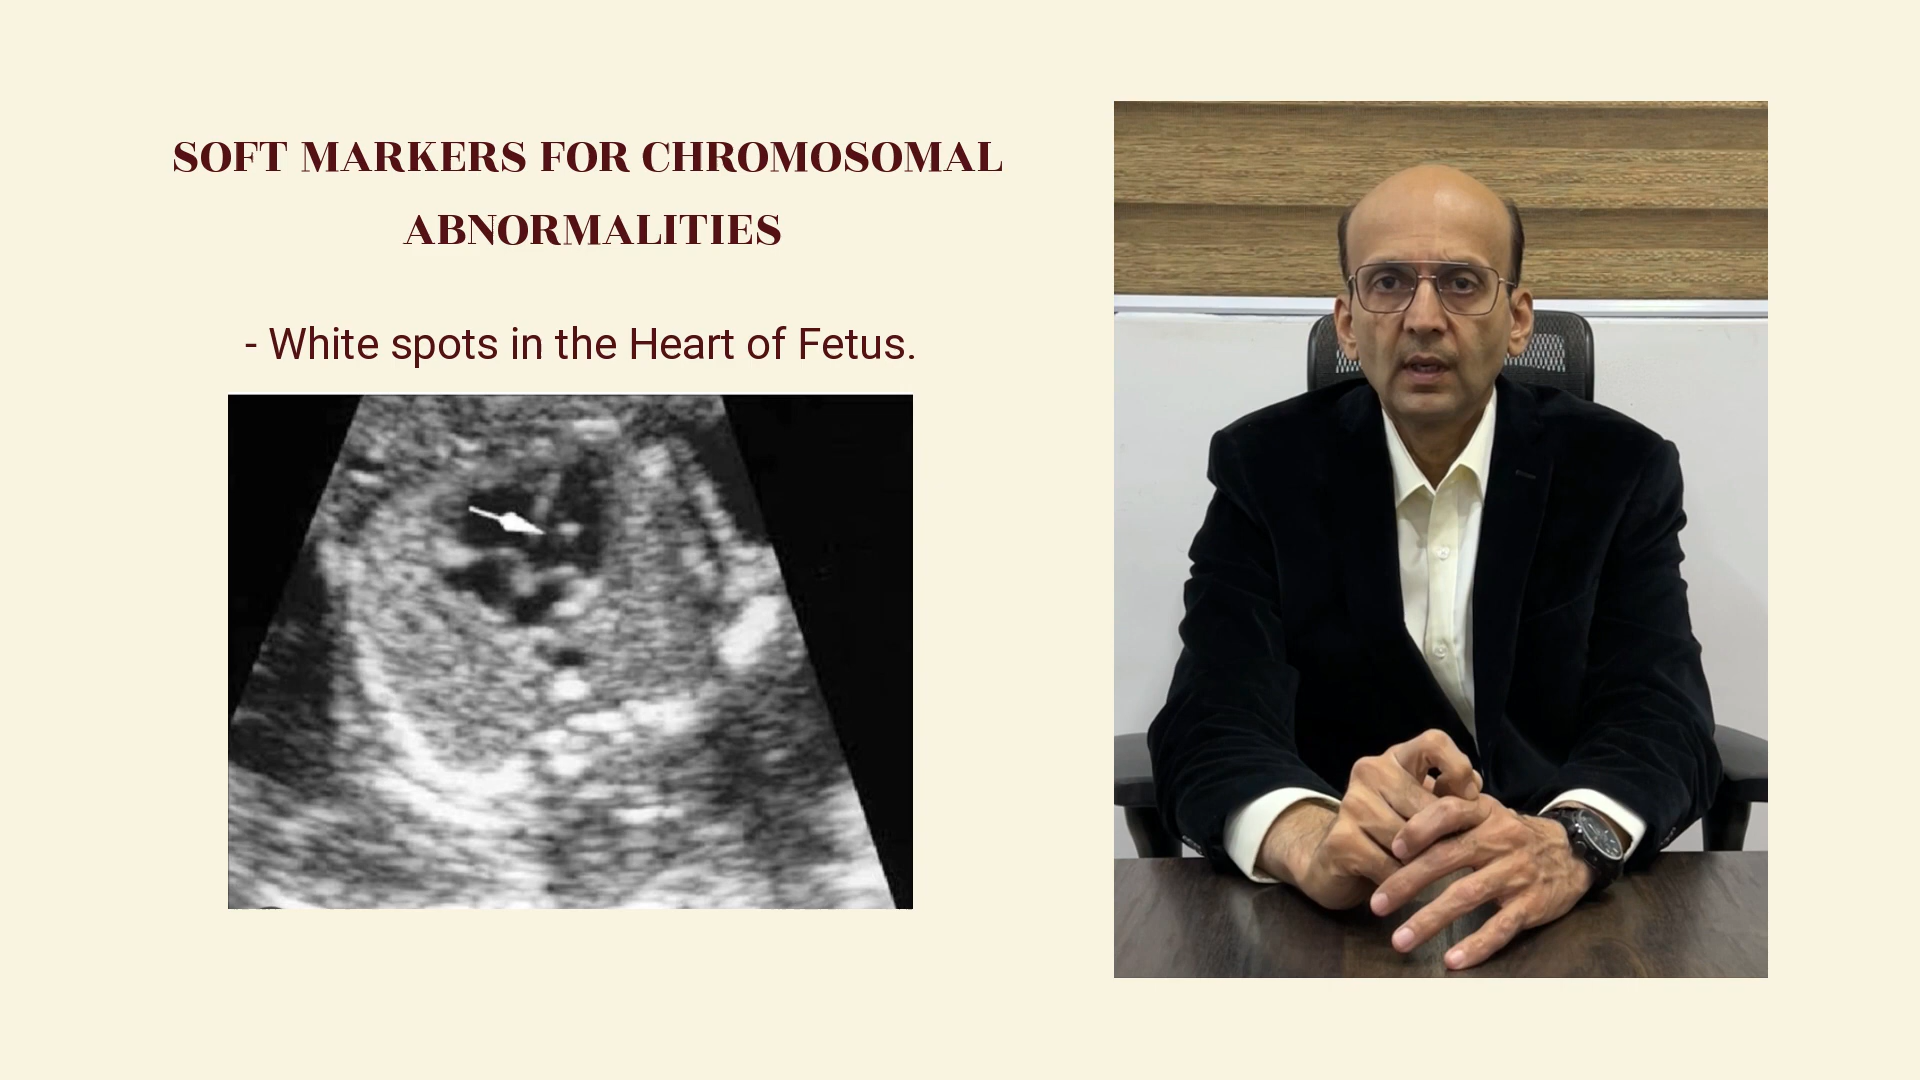 SOFT MARKERS FOR CHROMOSOMAL
ABNORMALITIES
- White spots in the Heart of Fetus.